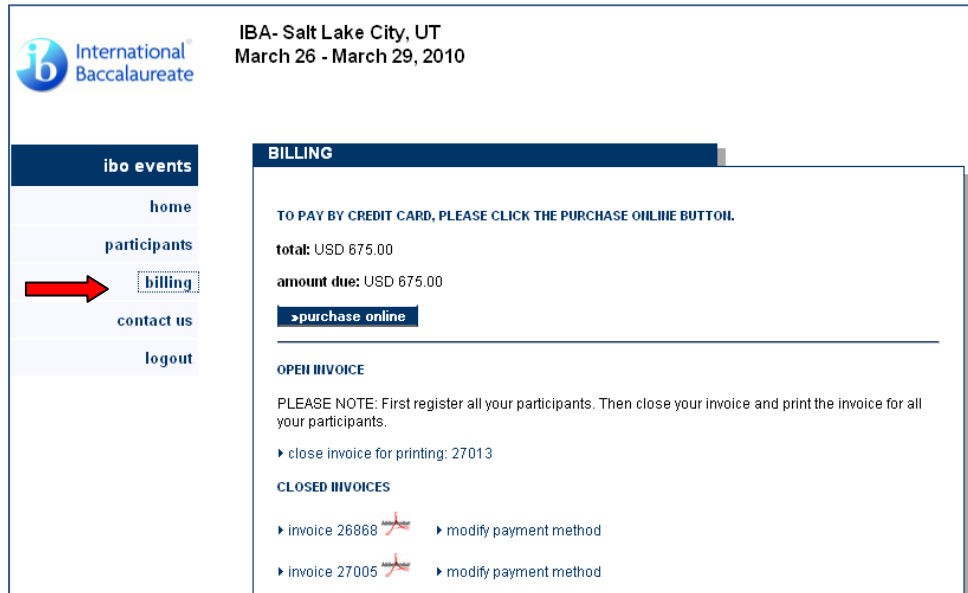 International
Baccalaureate
IBA- Salt Lake City, UT
March 26 - March 29, 2010
ibo events
home
participants
billing
contact us
logout
BILLING
TO PAY BY CREDIT CARD, PLEASE CLICK THE PURCHASE ONLINE BUTTON.
total: USD 675.00
amount due: USD 675.00
»purchase online
OPEN INVOICE
PLEASE NOTE: First register all your participants. Then close your invoice and print the invoice for all
your participants.
close invoice for printing: 27013
CLOSED INVOICES
invoice 26868 modify payment method
invoice 27005 modify payment method